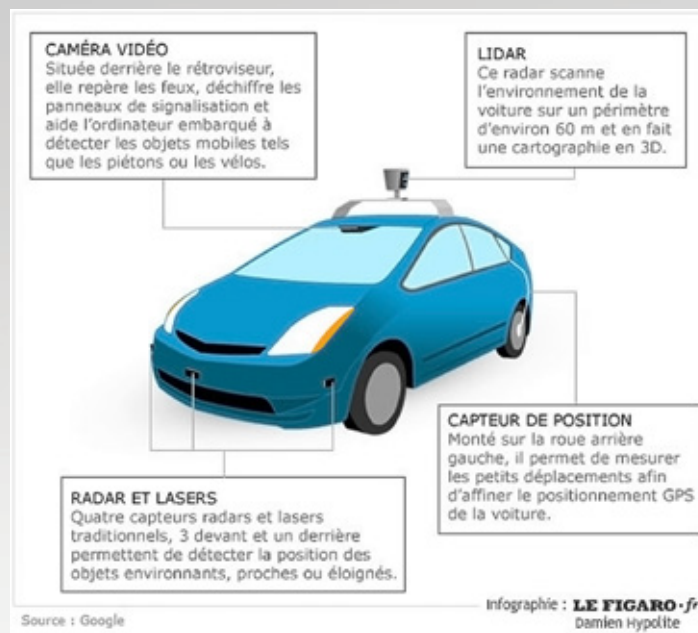 CAMÉRA VIDÉO
Située derrière le rétroviseur,
elle repère les feux, déchiffre les
panneaux de signalisation et
aide l'ordinateur embarqué à
détecter les objets mobiles tels
que les piétons ou les vélos.
LIDAR
Ce radar scanne
l'environnement de la
voiture sur un périmètre
d'environ 60 m et en fait
une cartographie en 3D.
CAPTEUR DE POSITION
Monté sur la roue arrière
gauche, il permet de mesurer
les petits déplacements afin
d'affiner le positionnement GPS
de la voiture.
RADAR ET LASERS
Quatre capteurs radars et lasers
traditionnels, 3 devant et un derrière
permettent de détecter la position des
objets environnants, proches ou éloignés.
Source : Google
Infographie : LE FIGARO·fr
Damien Hypolite